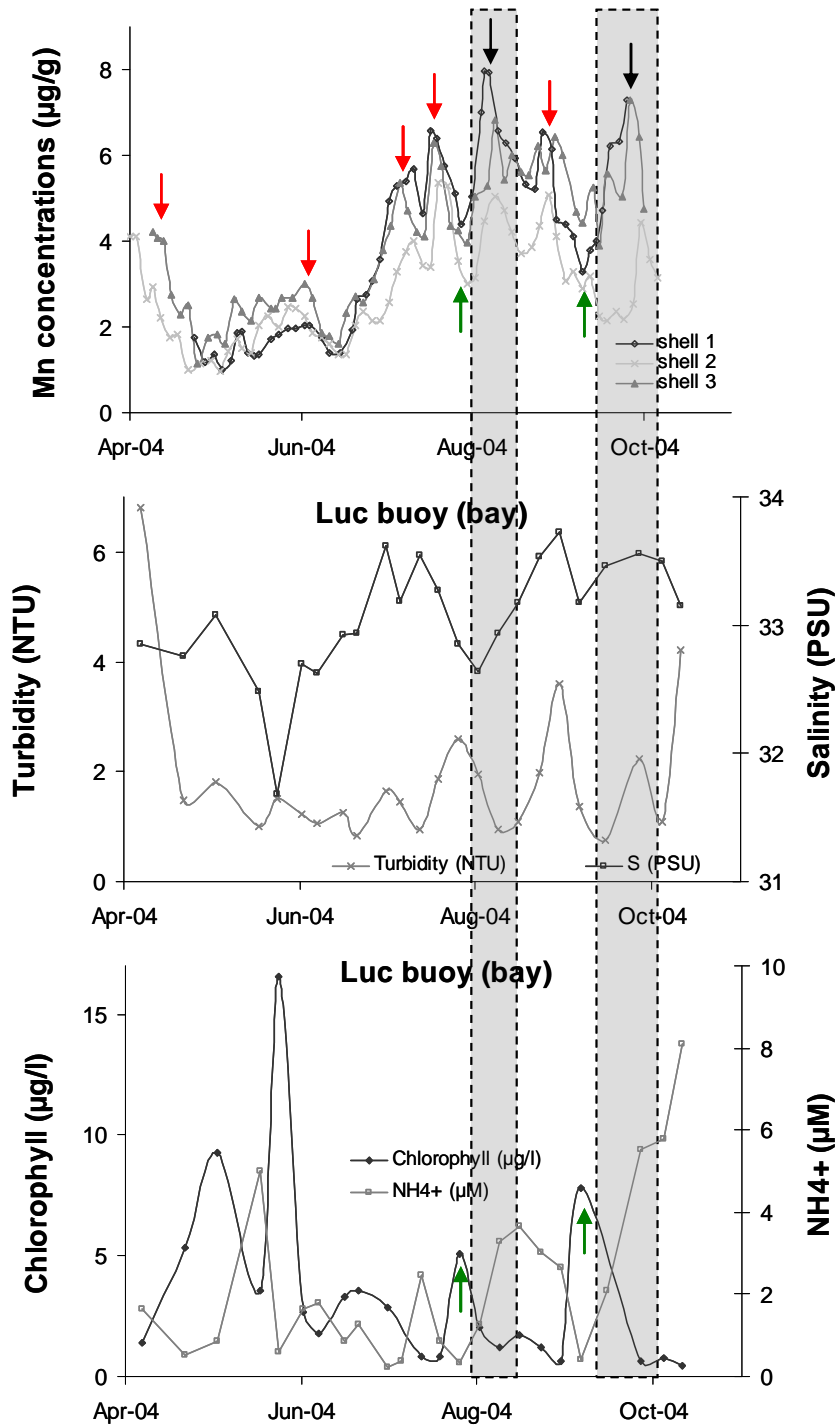 Mn concentrations (µg/g)
8
6
4
2
0
shell 1
shell 2
shell 3
Apr-04 Jun-04 Aug-04 Oct-04
Luc buoy (bay)
Turbidity (NTU)
6
4
2
0
34
33
32
31
Salinity (PSU)
Turbidity (NTU) S (PSU)
Apr-04 Jun-04 Aug-04 Oct-04
Luc buoy (bay)
Chlorophyll (µg/l)
15
10
5
0
10
8
6
4
2
0
NH4+ (µM)
Chlorophyll (µg/l)
NH4+ (µM)
Apr-04 Jun-04 Aug-04 Oct-04